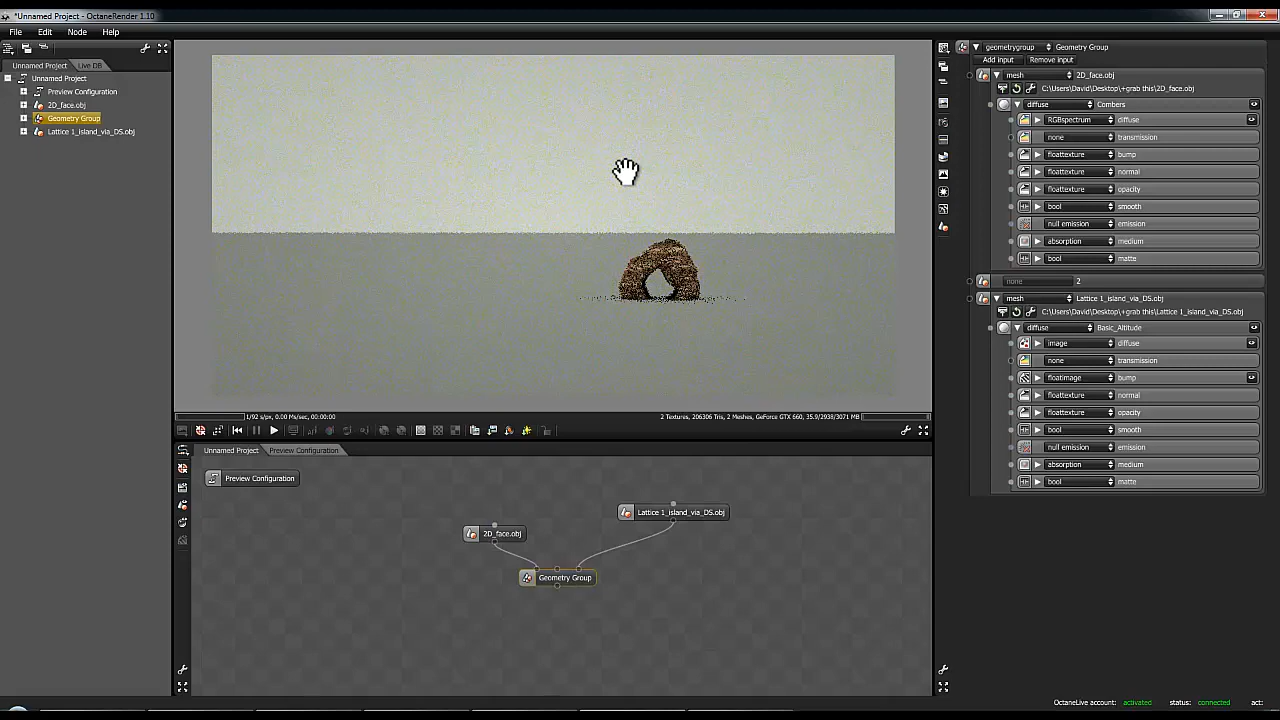 *Unnamed Project - OctaneRender 1.10
File Edit Node Help
Unnamed Project Live DB
Unnamed Project
Preview Configuration
2D_face.obj
Geometry Group
Lattice 1_island_via_DS.obj
1/92 s/px, 0.00 Ms/sec, 00:00:00 2 Textures, 206306 Tris, 2 Meshes, GeForce GTX 660, 35.9/2938/3071 MB
Unnamed Project Preview Configuration
Preview Configuration
Lattice 1_island_via_DS.obj
2D_face.obj
Geometry Group
geometrygroup Geometry Group
Add input Remove input
mesh 2D_face.obj
C:\Users\David\Desktop\+grab this\2D_face.obj
diffuse Combers
RGBspectrum diffuse
none transmission
floattexture bump
floattexture normal
floattexture opacity
bool smooth
null emission emission
absorption medium
bool matte
none 2
mesh Lattice 1_island_via_DS.obj
C:\Users\David\Desktop\+grab this\Lattice 1_island_via_DS.obj
diffuse Basic_Altitude
image diffuse
none transmission
floatimage bump
floattexture normal
floattexture opacity
bool smooth
null emission emission
absorption medium
bool matte
OctaneLive account: activated status: connected act: